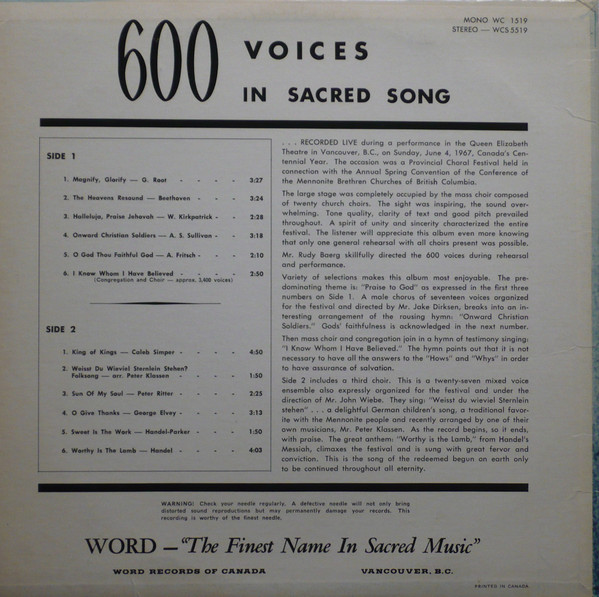 600 VOICES
IN SACRED SONG
MONO WC 1519
STEREO — WCS 5519
SIDE 1
1. Magnify, Glorify — G. Root - - - - 3:27
2. The Heavens Resound — Beethoven - - - - 3:24
3. Halleluja, Praise Jehovah — W. Kirkpatrick - - - 2:28
4. Onward Christian Soldiers — A. S. Sullivan - - - 3:18
5. O God Thou Faithful God — A. Fritsch - - - - 2:10
6. I Know Whom I Have Believed - - - - 2:50
(Congregation and Choir — approx. 3,400 voices)
SIDE 2
1. King of Kings — Caleb Simper - - - - 4:50
2. Weisst Du Wieviel Sternlein Stehen?
Folksong — arr. Peter Klassen - - - - 1:50
3. Sun Of My Soul — Peter Ritter - - - - 2:25
4. O Give Thanks — George Elvey - - - - 3:13
5. Sweet Is The Work — Handel-Parker - - - - 1:50
6. Worthy Is The Lamb — Handel - - - - 4:03
. . . RECORDED LIVE during a performance in the Queen Elizabeth
Theatre in Vancouver, B.C., on Sunday, June 4, 1967, Canada's Cen-
tennial Year. The occasion was a Provincial Choral Festival held in
connection with the Annual Spring Convention of the Conference of
the Mennonite Brethren Churches of British Columbia.
The large stage was completely occupied by the mass choir composed
of twenty church choirs. The sight was inspiring, the sound over-
whelming. Tone quality, clarity of text and good pitch prevailed
throughout. A spirit of unity and sincerity characterized the entire
festival. The listener will appreciate this album even more knowing
that only one general rehearsal with all choirs present was possible.
Mr. Rudy Baerg skillfully directed the 600 voices during rehearsal
and performance.
Variety of selections makes this album most enjoyable. The pre-
dominating theme is: "Praise to God" as expressed in the first three
numbers on Side 1. A male chorus of seventeen voices organized
for the festival and directed by Mr. Jake Dirksen, breaks into an in-
teresting arrangement of the rousing hymn: "Onward Christian
Soldiers." Gods' faithfulness is acknowledged in the next number.
Then mass choir and congregation join in a hymn of testimony singing:
"I Know Whom I Have Believed." The hymn points out that it is not
necessary to have all the answers to the "Hows" and "Whys" in order
to have assurance of salvation.
Side 2 includes a third choir. This is a twenty-seven mixed voice
ensemble also expressly organized for the festival and under the
direction of Mr. John Wiebe. They sing: "Weisst du wieviel Sternlein
stehen" . . . a delightful German children's song, a traditional favor-
ite with the Mennonite people and recently arranged by one of their
own musicians, Mr. Peter Klassen. As the record begins, so it ends,
with praise. The great anthem: "Worthy is the Lamb," from Handel's
Messiah, climaxes the festival and is sung with great fervor and
conviction. This is the song of the redeemed begun on earth only
to be continued throughout all eternity.
WARNING: Check your needle regularly. A defective needle will not only bring
distorted sound reproductions but may permanently damage your records. This
recording is worthy of the finest needle.
WORD — "The Finest Name In Sacred Music"
WORD RECORDS OF CANADA VANCOUVER, B.C.
PRINTED IN CANADA